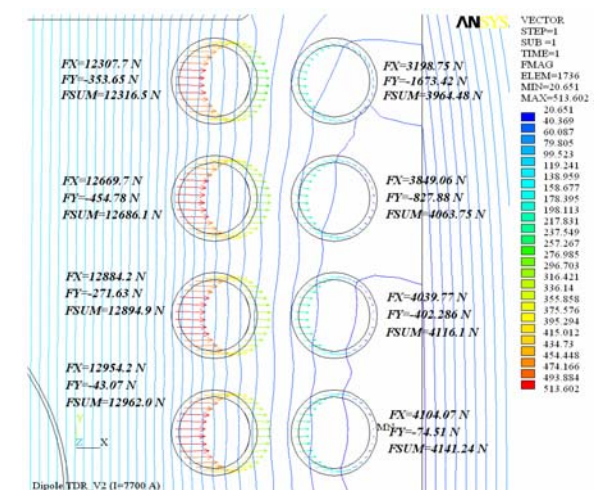 ANSYS
VECTOR
STEP=1
SUB =1
TIME=1
FMAG
ELEM=1736
MIN=20.651
MAX=513.602
20.651
40.369
60.087
79.805
99.523
119.241
138.959
158.677
178.395
198.113
217.831
237.549
257.267
276.985
296.703
316.421
336.14
355.858
375.576
395.294
415.012
434.73
454.448
474.166
493.884
513.602
FX=12307.7 N
FY=-353.65 N
FSUM=12316.5 N
FX=3198.75 N
FY=-1673.42 N
FSUM=3964.48 N
FX=12669.7 N
FY=-454.78 N
FSUM=12686.1 N
FX=3849.06 N
FY=-827.88 N
FSUM=4063.75 N
FX=12884.2 N
FY=-271.63 N
FSUM=12894.9 N
FX=4039.77 N
FY=-402.286 N
FSUM=4116.1 N
FX=12954.2 N
FY=-43.07 N
FSUM=12962.0 N
FX=4104.07 N
MN
FY=-74.51 N
FSUM=4141.24 N
Y
Z X
Dipole TDR_V2 (I=7700 A)